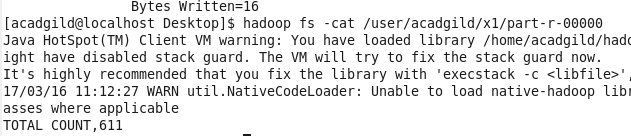 Bytes Written=16
[acadgild@localhost Desktop]$ hadoop fs -cat /user/acadgild/x1/part-r-00000
Java HotSpot(TM) Client VM warning: You have loaded library /home/acadgild/hado
ight have disabled stack guard. The VM will try to fix the stack guard now.
It's highly recommended that you fix the library with 'execstack -c <libfile>',
17/03/16 11:12:27 WARN util.NativeCodeLoader: Unable to load native-hadoop libr
asses where applicable
TOTAL COUNT,611